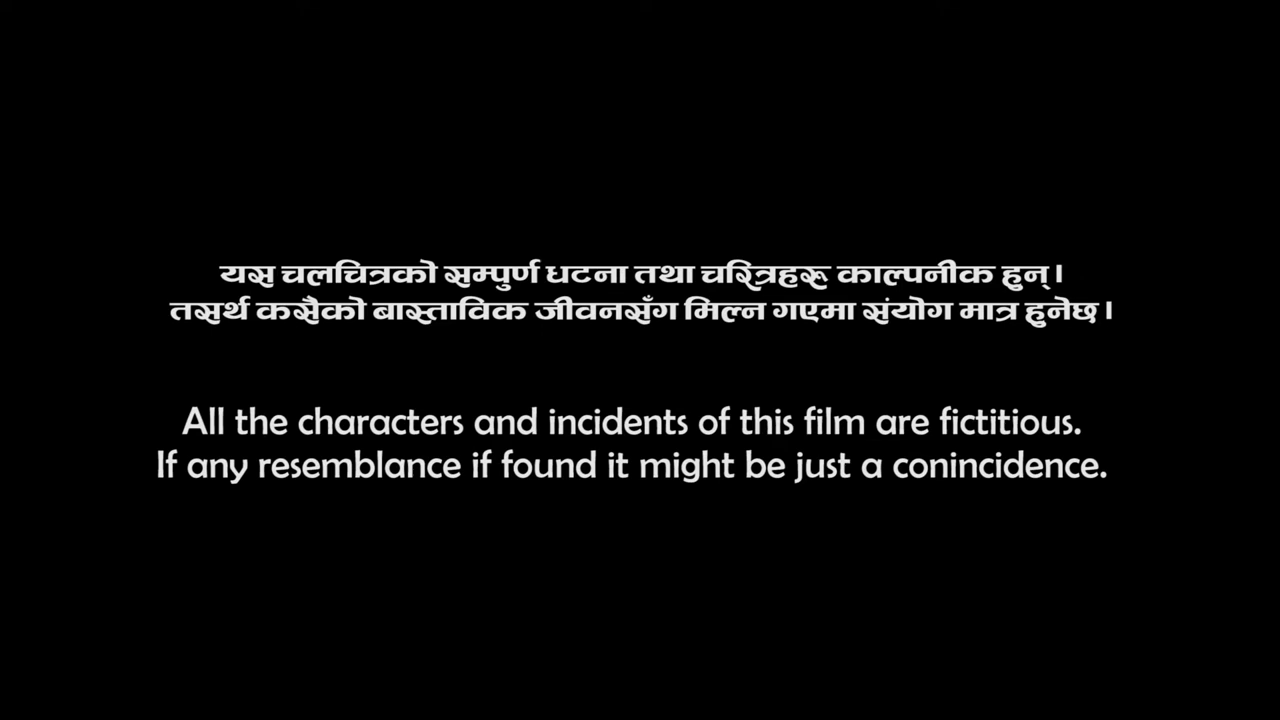 यस चलचित्रको सम्पुर्ण धटना तथा चरित्रहरू काल्पनीक हुन् ।
तसर्थ कसैको बास्ताविक जीवनसँग मिल्न गएमा संयोग मात्र हुनेछ ।
All the characters and incidents of this film are fictitious.
If any resemblance if found it might be just a conincidence.